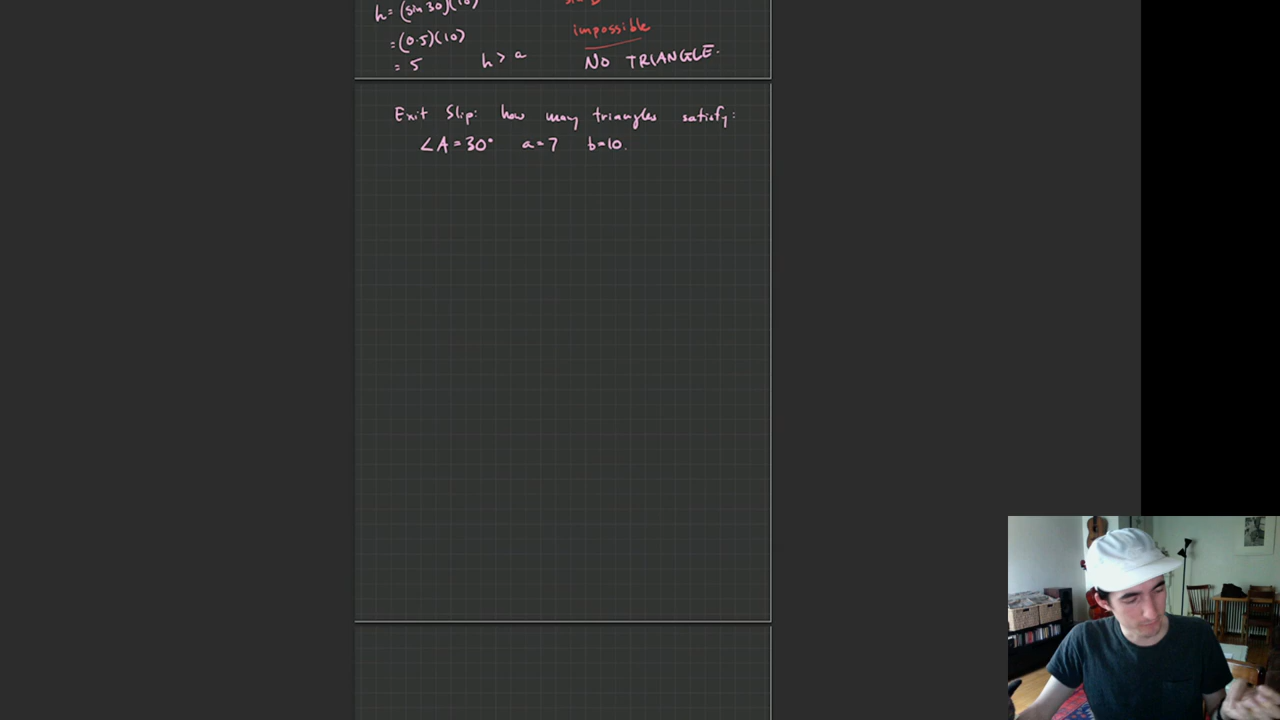 h = (sin 30)(10)
= (0.5)(10)
= 5
h > a
impossible
NO TRIANGLE.
Exit Slip: how many triangles satisfy:
∠A = 30° a = 7 b = 10.